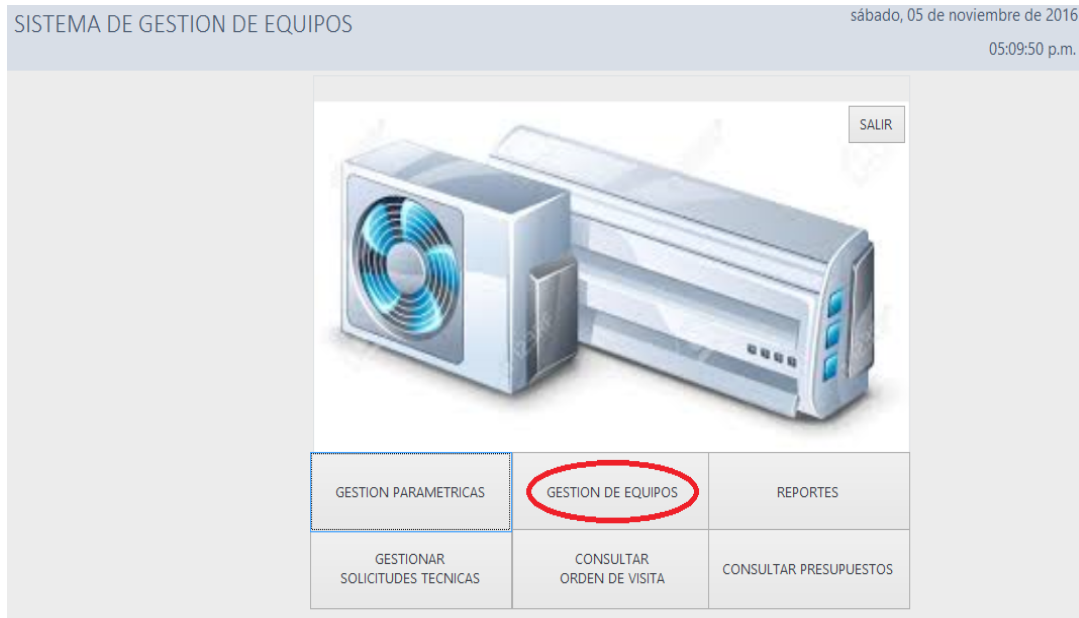 SISTEMA DE GESTION DE EQUIPOS
sábado, 05 de noviembre de 2016
05:09:50 p.m.
SALIR
GESTION PARAMETRICAS
GESTION DE EQUIPOS
REPORTES
GESTIONAR
SOLICITUDES TECNICAS
CONSULTAR
ORDEN DE VISITA
CONSULTAR PRESUPUESTOS